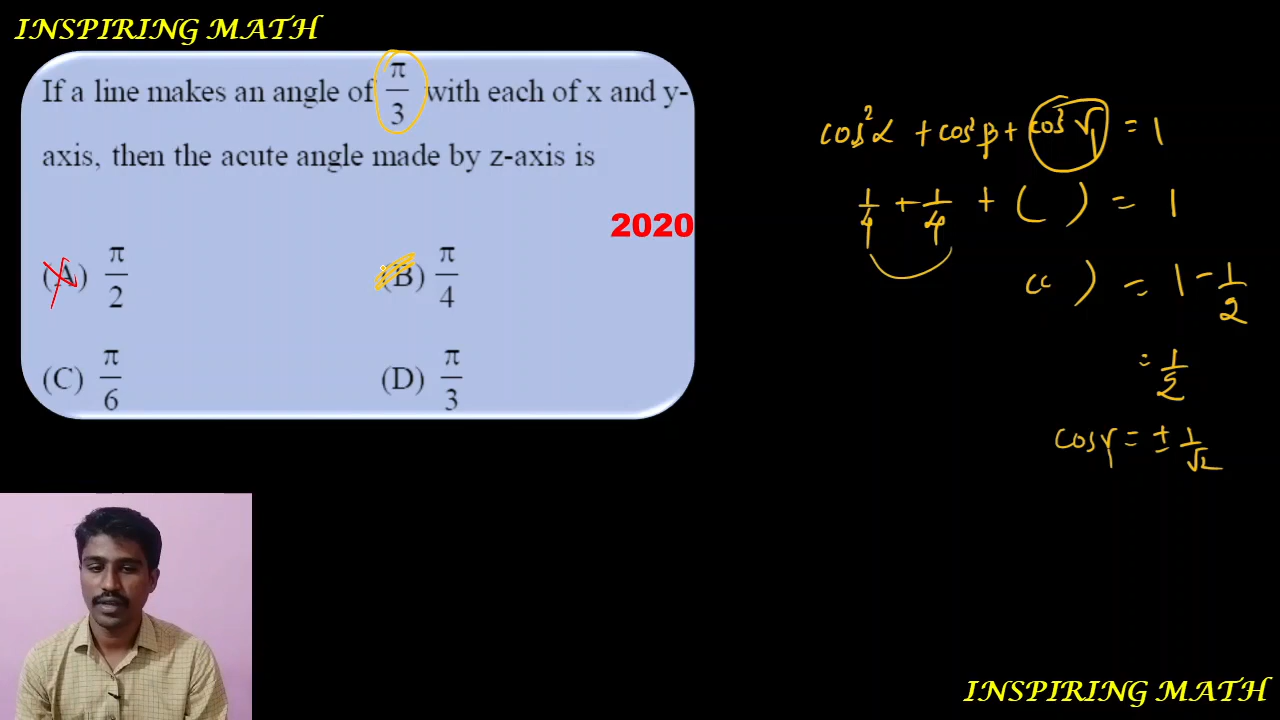 INSPIRING MATH
If a line makes an angle of π/3 with each of x and y-
axis, then the acute angle made by z-axis is
2020
(A) π/2 (B) π/4
(C) π/6 (D) π/3
cos²α + cos²β + cos²γ = 1
1/4 + 1/4 + ( ) = 1
( ) = 1 - 1/2
= 1/2
cosγ = ± 1/√2
INSPIRING MATH